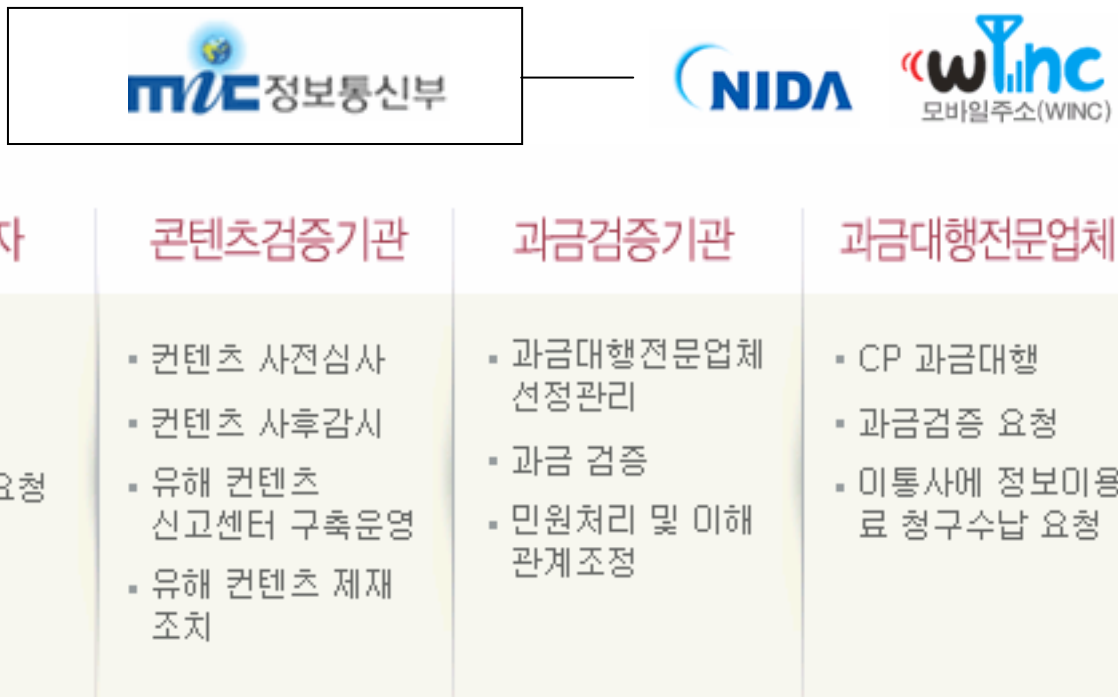 mic 정보통신부
NIDA
winc
모바일주소(WINC)
자
콘텐츠검증기관
과금검증기관
과금대행전문업체
요청
▪ 컨텐츠 사전심사
▪ 컨텐츠 사후감시
▪ 유해 컨텐츠
신고센터 구축운영
▪ 유해 컨텐츠 제재
조치
▪ 과금대행전문업체
선정관리
▪ 과금 검증
▪ 민원처리 및 이해
관계조정
▪ CP 과금대행
▪ 과금검증 요청
▪ 이통사에 정보이용
료 청구수납 요청